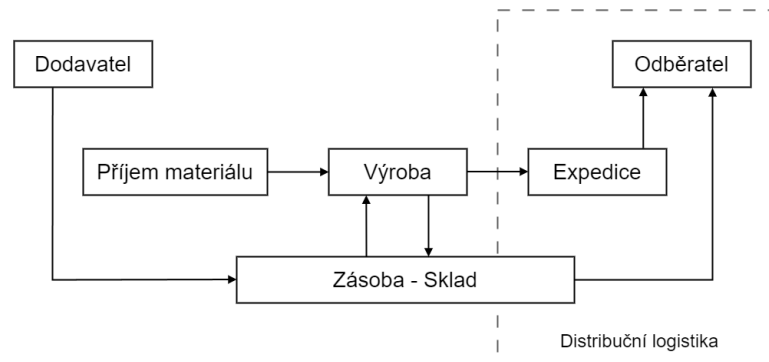 Dodavatel
Odběratel
Příjem materiálu
Výroba
Expedice
Zásoba - Sklad
Distribuční logistika